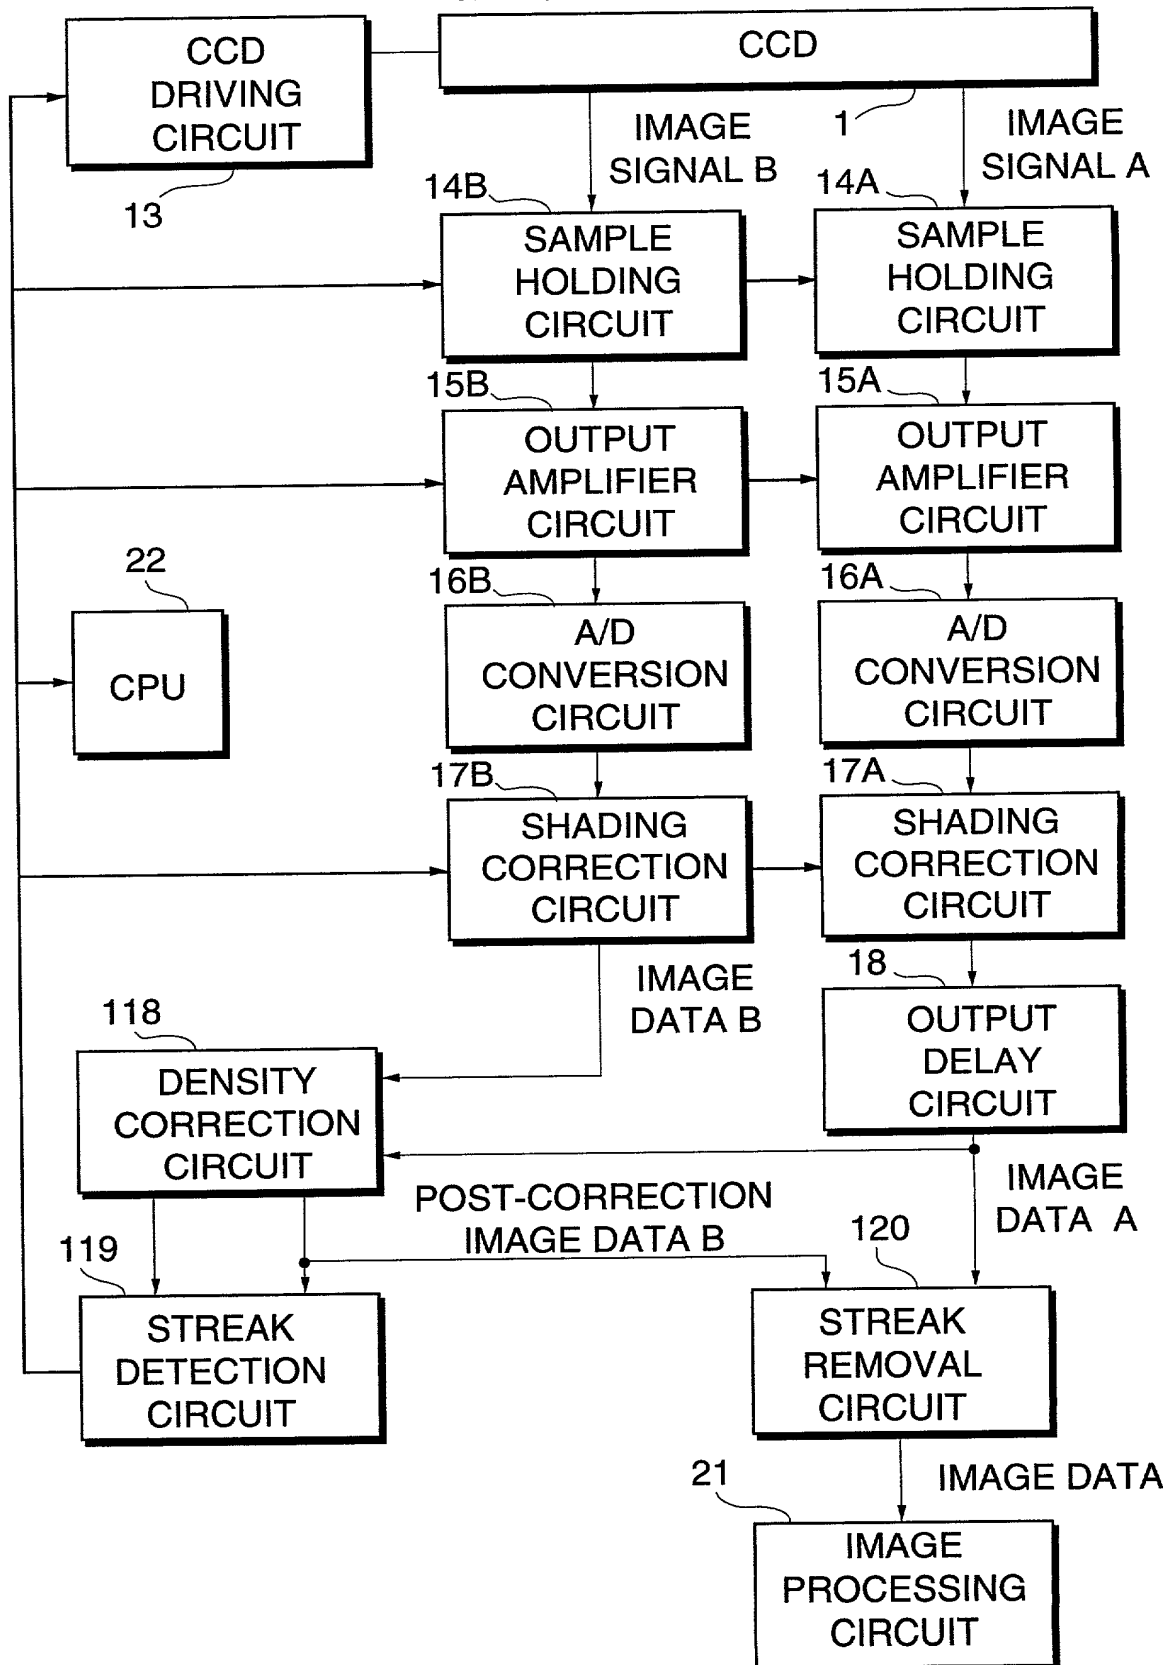 CCD
DRIVING
CIRCUIT
13
CCD
1
IMAGE
SIGNAL B
IMAGE
SIGNAL A
14B
SAMPLE
HOLDING
CIRCUIT
14A
SAMPLE
HOLDING
CIRCUIT
15B
OUTPUT
AMPLIFIER
CIRCUIT
15A
OUTPUT
AMPLIFIER
CIRCUIT
22
CPU
16B
A/D
CONVERSION
CIRCUIT
16A
A/D
CONVERSION
CIRCUIT
17B
SHADING
CORRECTION
CIRCUIT
17A
SHADING
CORRECTION
CIRCUIT
IMAGE
DATA B
18
OUTPUT
DELAY
CIRCUIT
118
DENSITY
CORRECTION
CIRCUIT
POST-CORRECTION
IMAGE DATA B
IMAGE
DATA A
119
STREAK
DETECTION
CIRCUIT
120
STREAK
REMOVAL
CIRCUIT
IMAGE DATA
21
IMAGE
PROCESSING
CIRCUIT